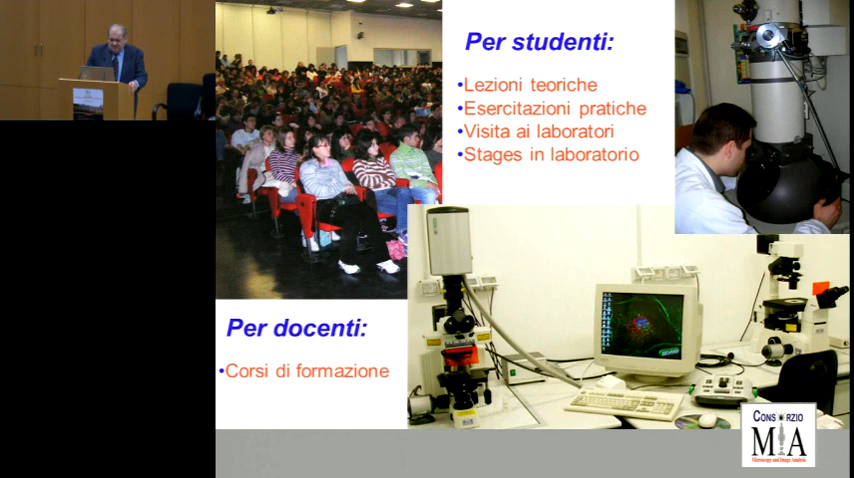 Per studenti:
•Lezioni teoriche
•Esercitazioni pratiche
•Visita ai laboratori
•Stages in laboratorio
Per docenti:
•Corsi di formazione
CONSORZIO
MIA
Microscopy and Image Analysis